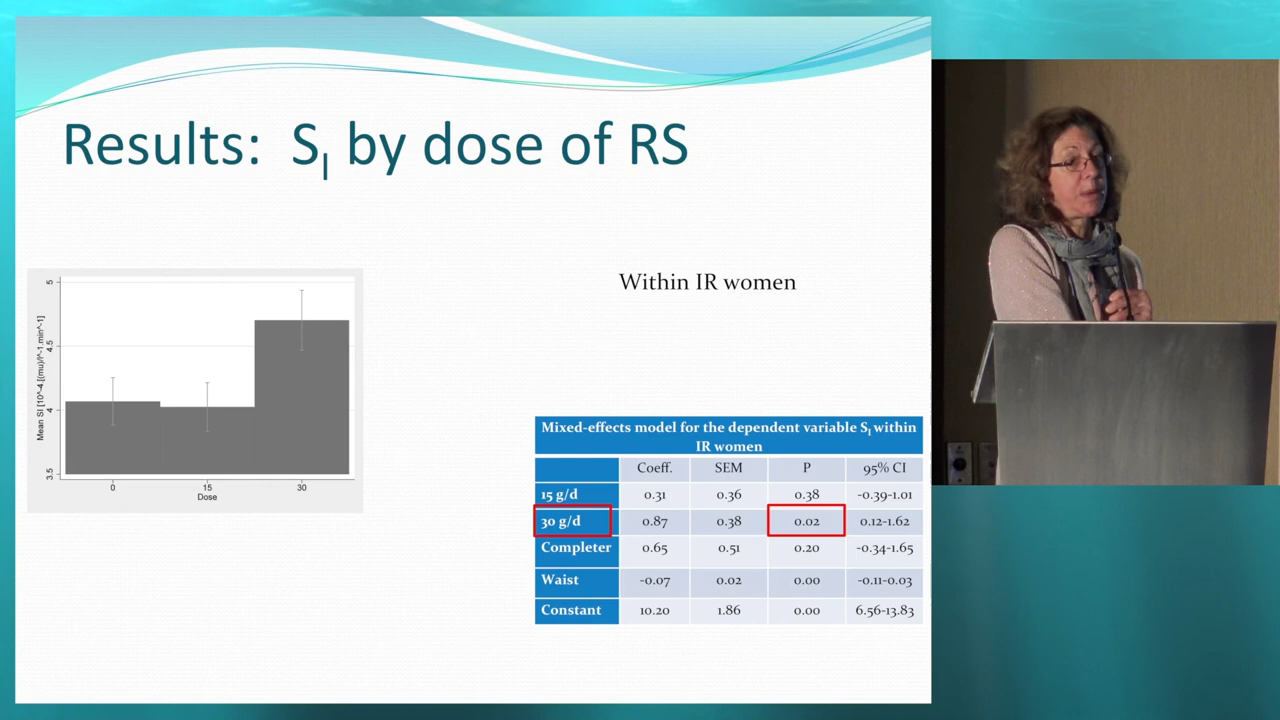 Results: SI by dose of RS
Within IR women
5
4.5
4
3.5
Mean Si [10^-4.[(mu)/l^-1.min^-1]
0 15 30
Dose
Mixed-effects model for the dependent variable SI within
IR women
Coeff. SEM P 95% CI
15 g/d 0.31 0.36 0.38 -0.39-1.01
30 g/d 0.87 0.38 0.02 0.12-1.62
Completer 0.65 0.51 0.20 -0.34-1.65
Waist -0.07 0.02 0.00 -0.11-0.03
Constant 10.20 1.86 0.00 6.56-13.83